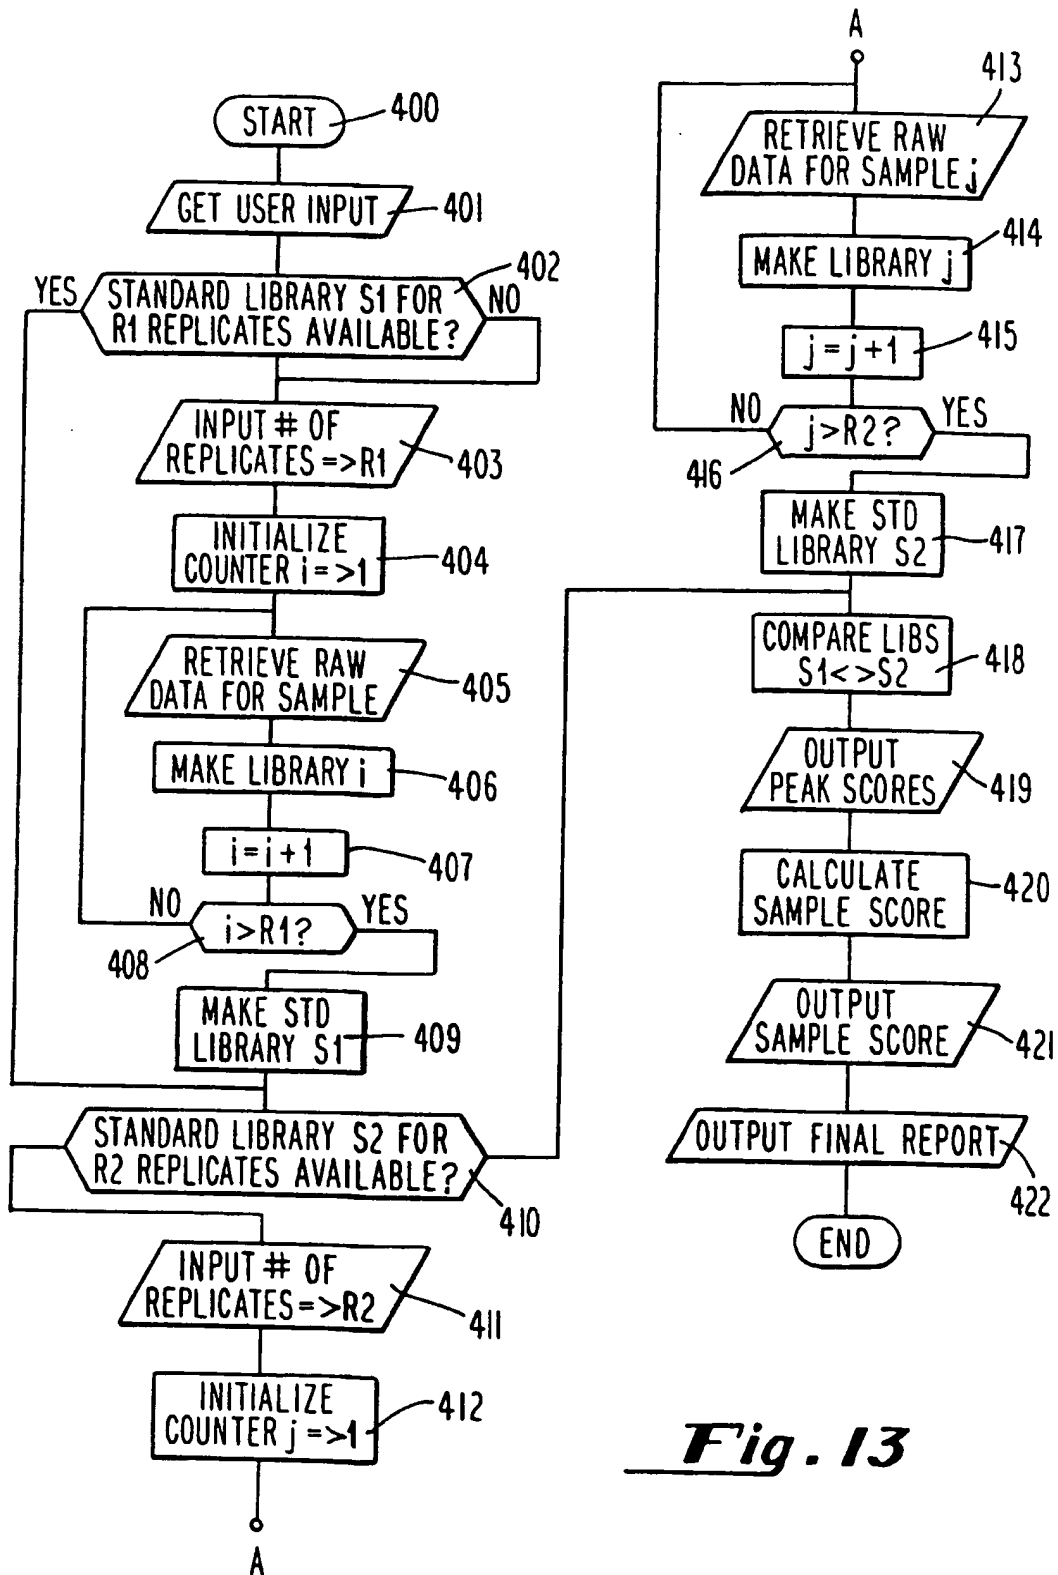 START
400
GET USER INPUT
401
402
YES
STANDARD LIBRARY S1 FOR
R1 REPLICATES AVAILABLE?
NO
INPUT # OF
REPLICATES =>R1
403
INITIALIZE
COUNTER i =>1
404
RETRIEVE RAW
DATA FOR SAMPLE
405
MAKE LIBRARY i
406
i=i+1
407
NO
i>R1?
YES
408
MAKE STD
LIBRARY S1
409
STANDARD LIBRARY S2 FOR
R2 REPLICATES AVAILABLE?
410
INPUT # OF
REPLICATES=>R2
411
INITIALIZE
COUNTER j =>1
412
A
A
413
RETRIEVE RAW
DATA FOR SAMPLE j
414
MAKE LIBRARY j
j=j+1
415
NO
j>R2?
YES
416
MAKE STD
LIBRARY S2
417
COMPARE LIBS
S1<>S2
418
OUTPUT
PEAK SCORES
419
CALCULATE
SAMPLE SCORE
420
OUTPUT
SAMPLE SCORE
421
OUTPUT FINAL REPORT
422
END
Fig. 13